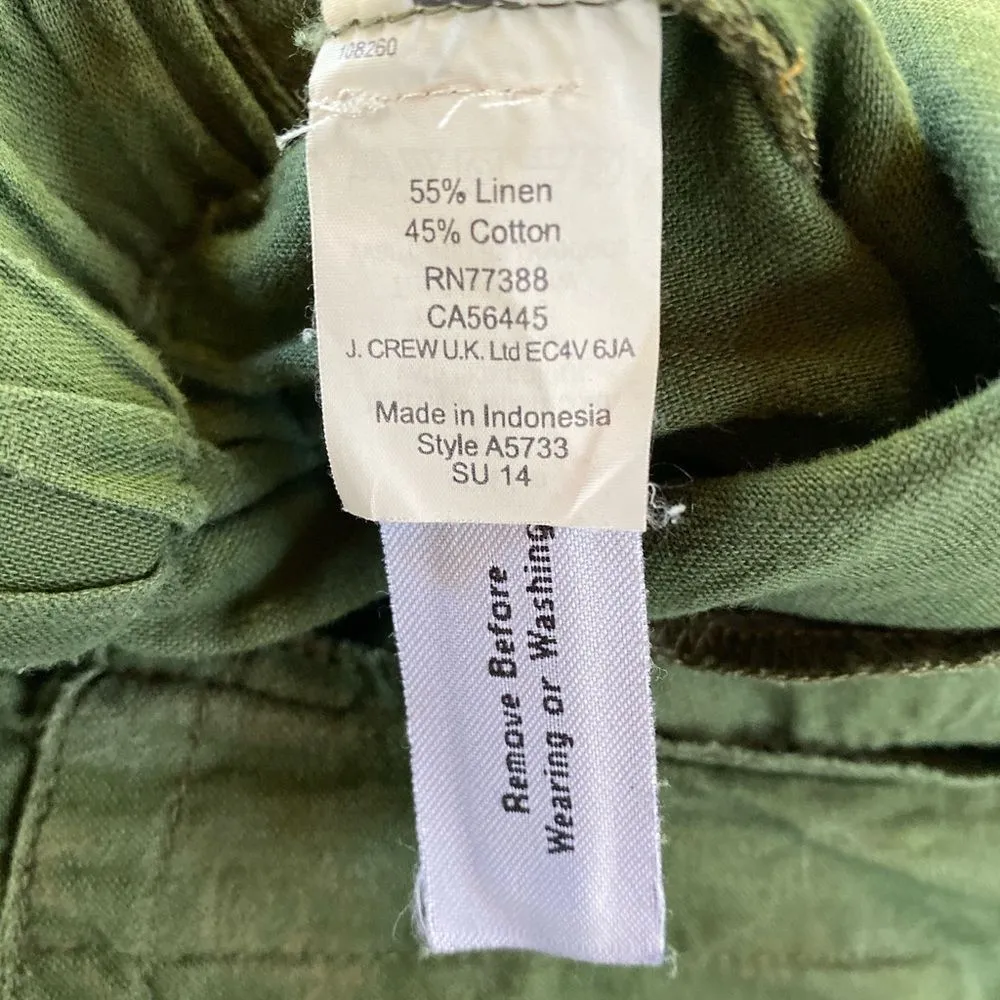 108260
55% Linen
45% Cotton
RN77388
CA56445
J. CREW U.K. Ltd EC4V 6JA
Made in Indonesia
Style A5733
SU 14
Remove Before
Wearing or Washing